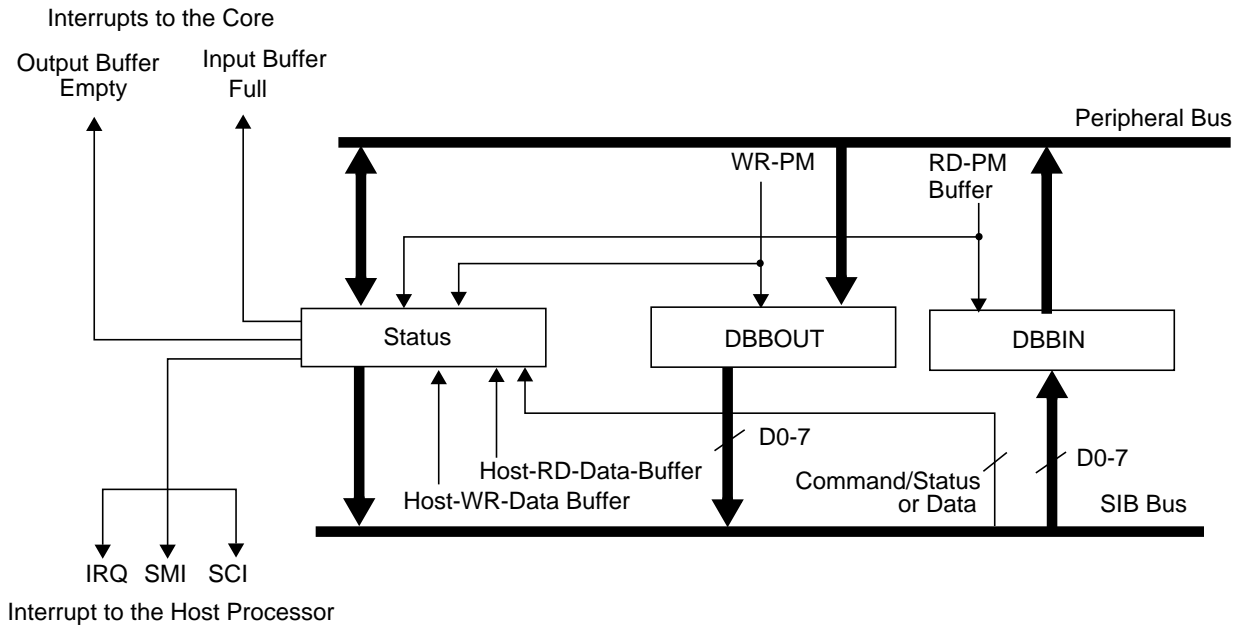 Interrupts to the Core
Output Buffer
Empty
Input Buffer
Full
Peripheral Bus
WR-PM
RD-PM
Buffer
Status
DBBOUT
DBBIN
D0-7
Host-RD-Data-Buffer
Host-WR-Data Buffer
Command/Status
or Data
D0-7
SIB Bus
IRQ SMI SCI
Interrupt to the Host Processor